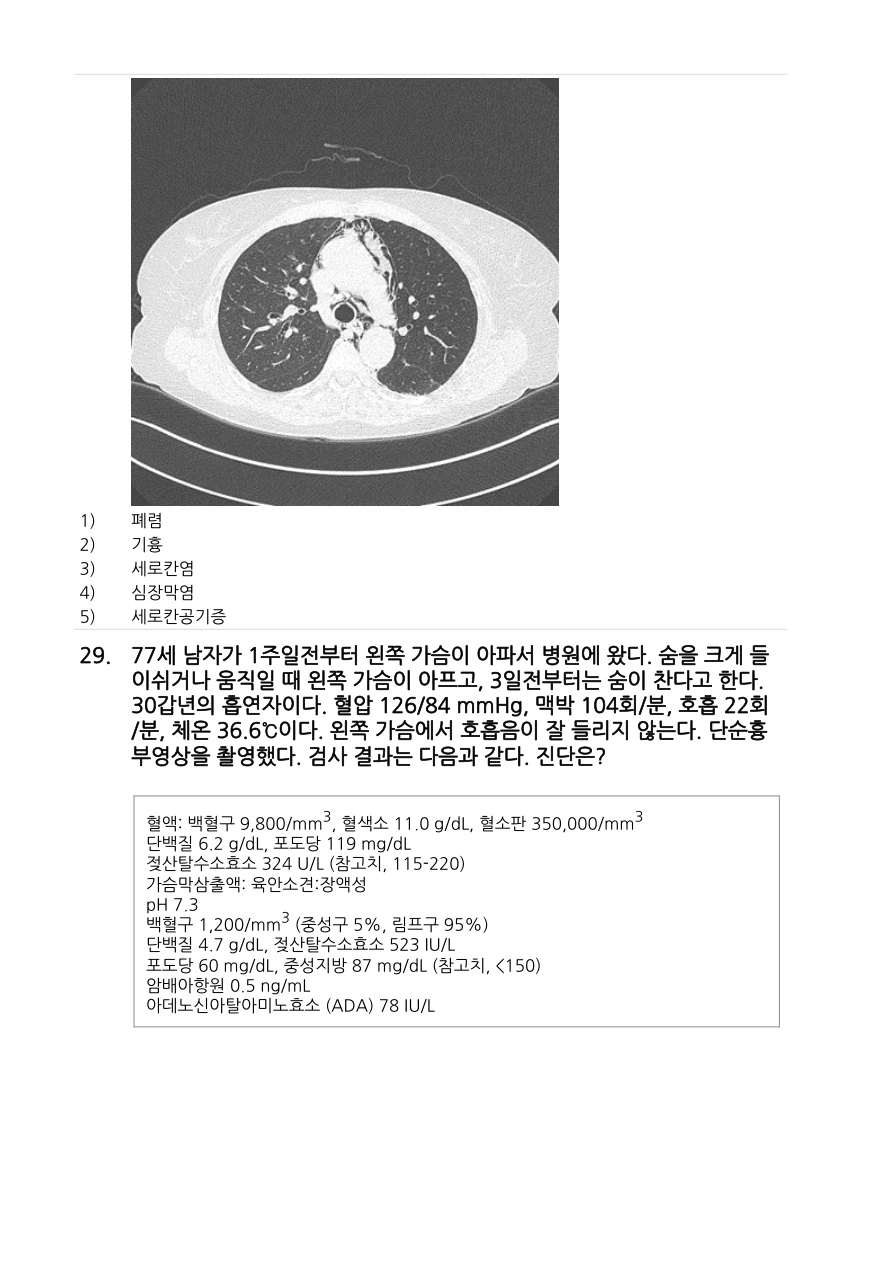 1) 폐렴
2) 기흉
3) 세로칸염
4) 심장막염
5) 세로칸공기증
29. 77세 남자가 1주일전부터 왼쪽 가슴이 아파서 병원에 왔다. 숨을 크게 들
이쉬거나 움직일 때 왼쪽 가슴이 아프고, 3일전부터는 숨이 찬다고 한다.
30갑년의 흡연자이다. 혈압 126/84 mmHg, 맥박 104회/분, 호흡 22회
/분, 체온 36.6℃이다. 왼쪽 가슴에서 호흡음이 잘 들리지 않는다. 단순흉
부영상을 촬영했다. 검사 결과는 다음과 같다. 진단은?
혈액: 백혈구 9,800/mm³, 혈색소 11.0 g/dL, 혈소판 350,000/mm³
단백질 6.2 g/dL, 포도당 119 mg/dL
젖산탈수소효소 324 U/L (참고치, 115-220)
가슴막삼출액: 육안소견:장액성
pH 7.3
백혈구 1,200/mm³ (중성구 5%, 림프구 95%)
단백질 4.7 g/dL, 젖산탈수소효소 523 IU/L
포도당 60 mg/dL, 중성지방 87 mg/dL (참고치, <150)
암배아항원 0.5 ng/mL
아데노신아탈아미노효소 (ADA) 78 IU/L